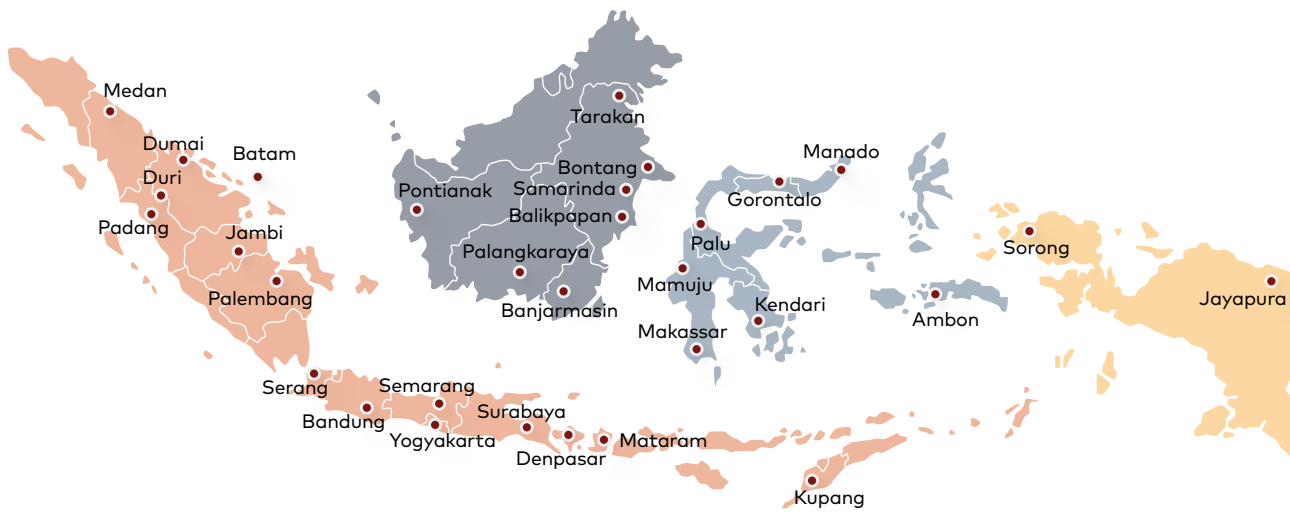 Medan
Dumai
Batam
Duri
Padang
Jambi
Palembang
Tarakan
Bontang
Pontianak
Samarinda
Balikpapan
Palangkaraya
Banjarmasin
Manado
Gorontalo
Palu
Mamuju
Kendari
Makassar
Ambon
Sorong
Jayapura
Serang
Semarang
Bandung
Surabaya
Yogyakarta
Denpasar
Mataram
Kupang